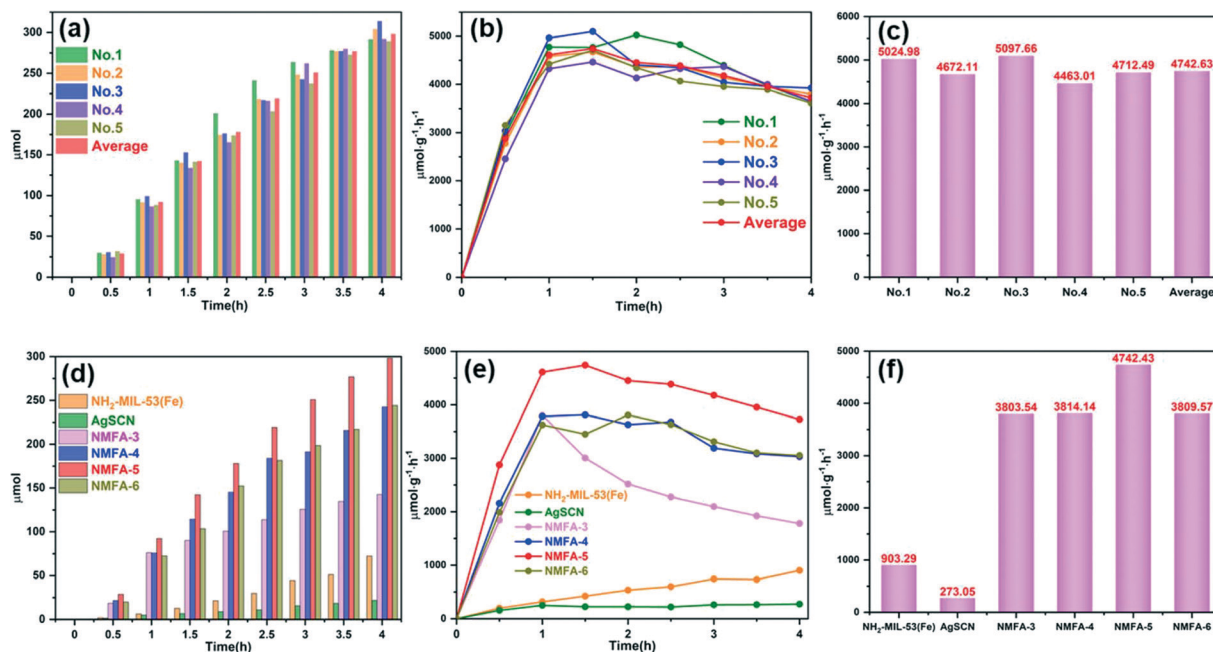 (a)
300
250
200
150
100
50
0
μmol
No.1
No.2
No.3
No.4
No.5
Average
0 0.5 1 1.5 2 2.5 3 3.5 4
Time(h)
(b)
5000
4000
3000
2000
1000
0
μmol·g⁻¹·h⁻¹
No.1
No.2
No.3
No.4
No.5
Average
0 1 2 3 4
Time(h)
(c)
6000
5000
4000
3000
2000
1000
0
μmol·g⁻¹·h⁻¹
5024.98
4672.11
5097.66
4463.01
4712.49
4742.63
No.1 No.2 No.3 No.4 No.5 Average
(d)
300
250
200
150
100
50
0
μmol
NH₂-MIL-53(Fe)
AgSCN
NMFA-3
NMFA-4
NMFA-5
NMFA-6
0 0.5 1 1.5 2 2.5 3 3.5 4
Time(h)
(e)
5000
4000
3000
2000
1000
0
μmol·g⁻¹·h⁻¹
NH₂-MIL-53(Fe)
AgSCN
NMFA-3
NMFA-4
NMFA-5
NMFA-6
0 1 2 3 4
Time(h)
(f)
5000
4000
3000
2000
1000
0
μmol·g⁻¹·h⁻¹
903.29
273.05
3803.54
3814.14
4742.43
3809.57
NH₂-MIL-53(Fe) AgSCN NMFA-3 NMFA-4 NMFA-5 NMFA-6